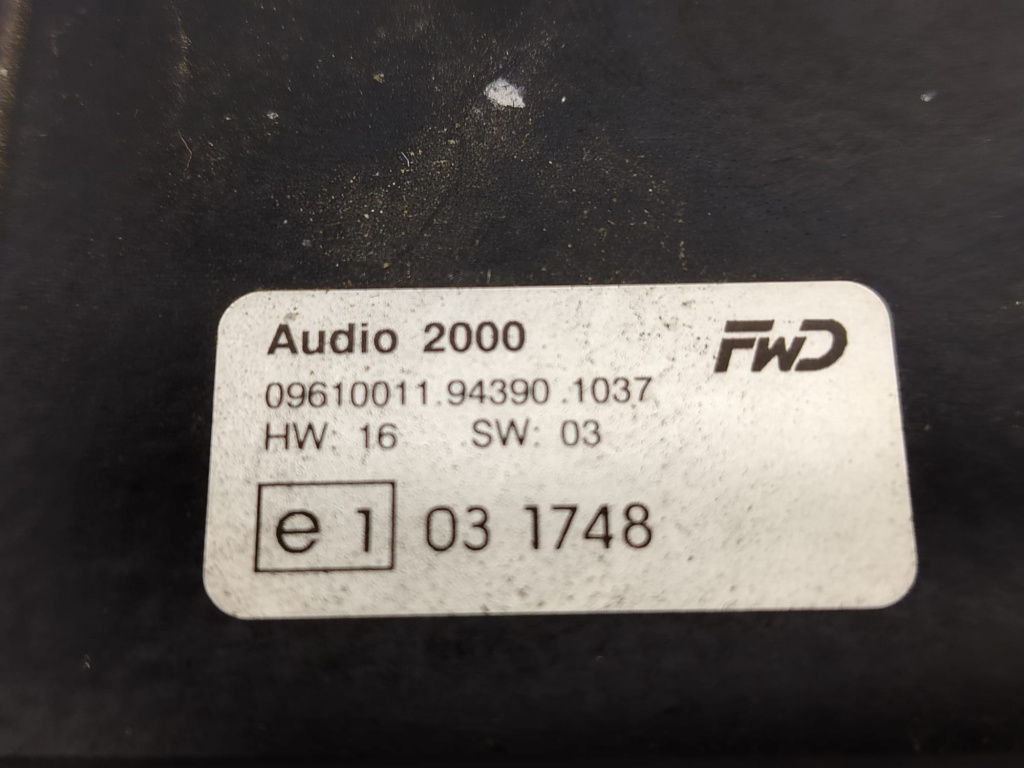 Audio 2000
FWD
09610011.94390.1037
HW: 16 SW: 03
e 1 03 1748